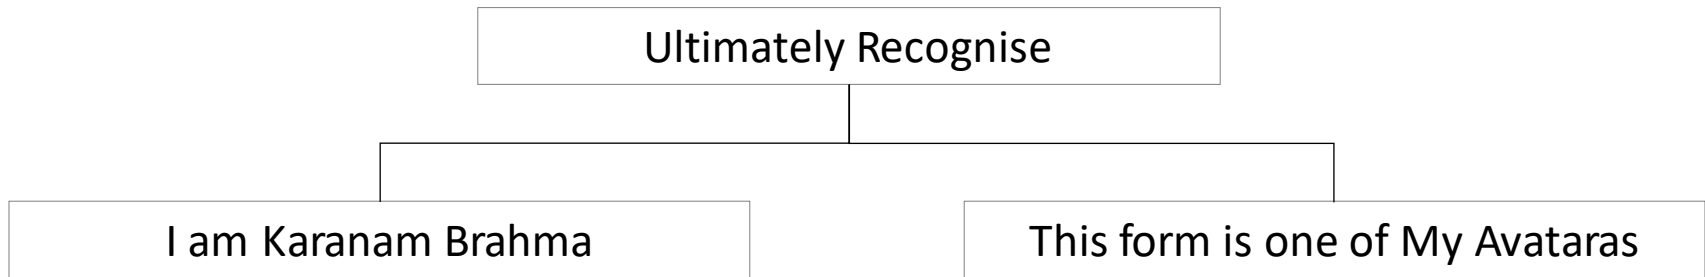 Ultimately Recognise
I am Karanam Brahma
This form is one of My Avataras